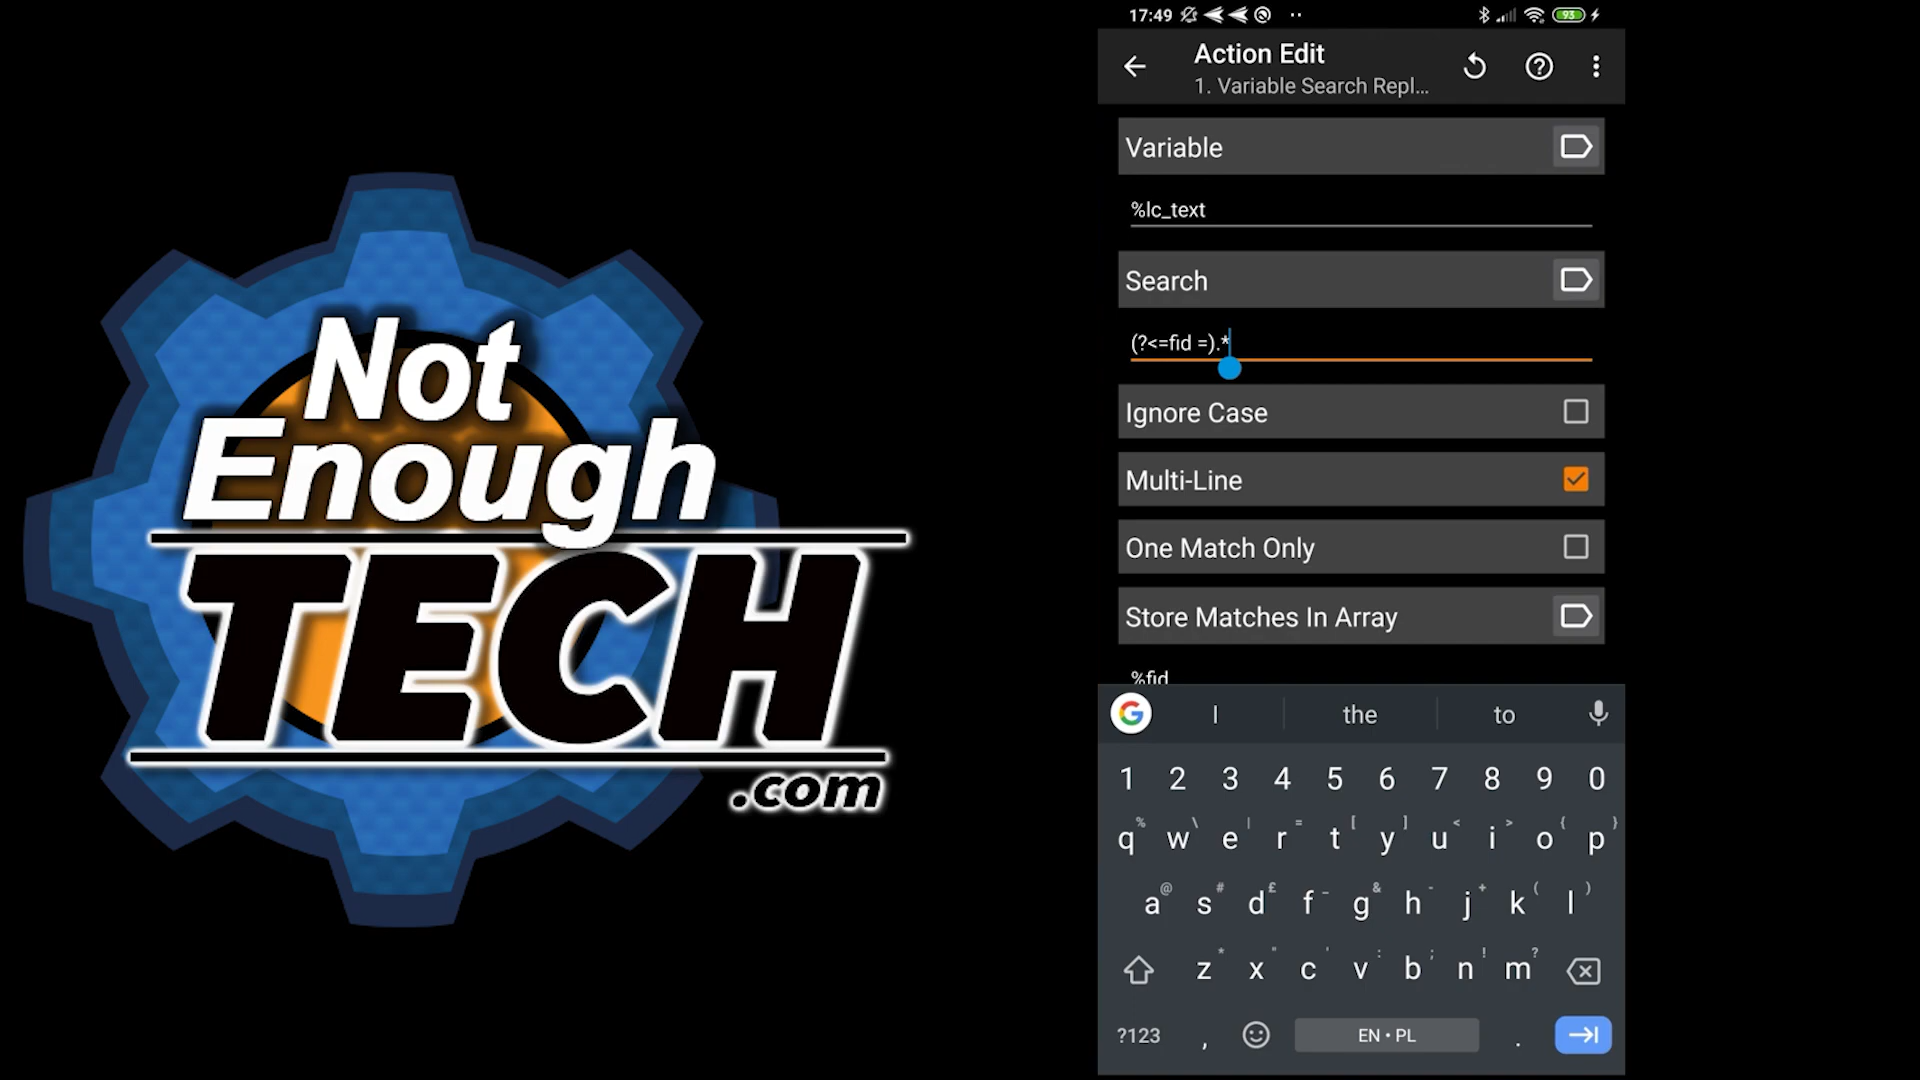 Not
Enough
TECH
.com
17:49
93
Action Edit
1. Variable Search Repl...
Variable
%lc_text
Search
(?<=fid =).*
Ignore Case
Multi-Line
One Match Only
Store Matches In Array
%fid
G I the to
1 2 3 4 5 6 7 8 9 0
% \ | = [ ] < > { }
q w e r t y u i o p
@ # £ _ & - + ( )
a s d f g h j k l
* " ' : ; ! ?
z x c v b n m
?123 , EN • PL .